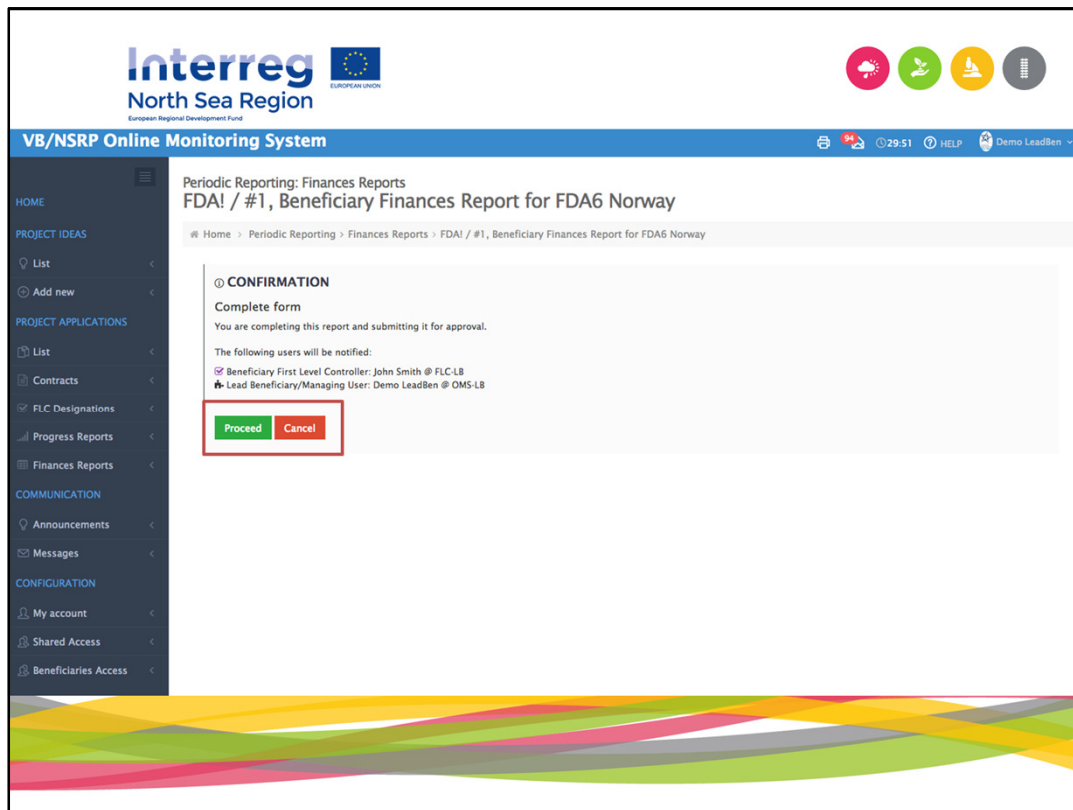 Interreg
EUROPEAN UNION
North Sea Region
European Regional Development Fund
VB/NSRP Online Monitoring System
94
29:51
HELP
Demo LeadBen
HOME
PROJECT IDEAS
List
Add new
PROJECT APPLICATIONS
List
Contracts
FLC Designations
Progress Reports
Finances Reports
COMMUNICATION
Announcements
Messages
CONFIGURATION
My account
Shared Access
Beneficiaries Access
Periodic Reporting: Finances Reports
FDA! / #1, Beneficiary Finances Report for FDA6 Norway
Home > Periodic Reporting > Finances Reports > FDA! / #1, Beneficiary Finances Report for FDA6 Norway
CONFIRMATION
Complete form
You are completing this report and submitting it for approval.
The following users will be notified:
Beneficiary First Level Controller: John Smith @ FLC-LB
Lead Beneficiary/Managing User: Demo LeadBen @ OMS-LB
Proceed Cancel